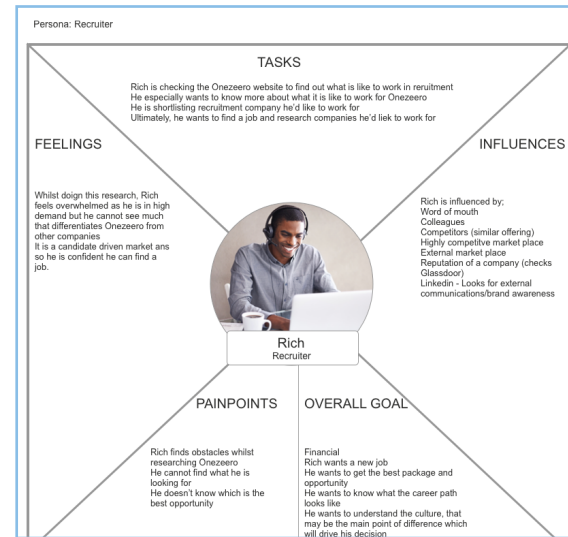 Persona: Recruiter
TASKS
Rich is checking the Onezeero website to find out what is like to work in reruitment
He especially wants to know more about what it is like to work for Onezeero
He is shortlisting recruitment company he'd like to work for
Ultimately, he wants to find a job and research companies he'd liek to work for
FEELINGS
Whilst doign this research, Rich
feels overwhelmed as he is in high
demand but he cannot see much
that differentiates Onezeero from
other companies
It is a candidate driven market ans
so he is confident he can find a
job.
INFLUENCES
Rich is influenced by;
Word of mouth
Colleagues
Competitors (similar offering)
Highly competitve market place
External market place
Reputation of a company (checks
Glassdoor)
Linkedin - Looks for external
communications/brand awareness
Rich
Recruiter
PAINPOINTS
Rich finds obstacles whilst
researching Onezeero
He cannot find what he is
looking for
He doesn't know which is the
best opportunity
OVERALL GOAL
Financial
Rich wants a new job
He wants to get the best package and
opportunity
He wants to know what the career path
looks like
He wants to understand the culture, that
may be the main point of difference which
will drive his decision